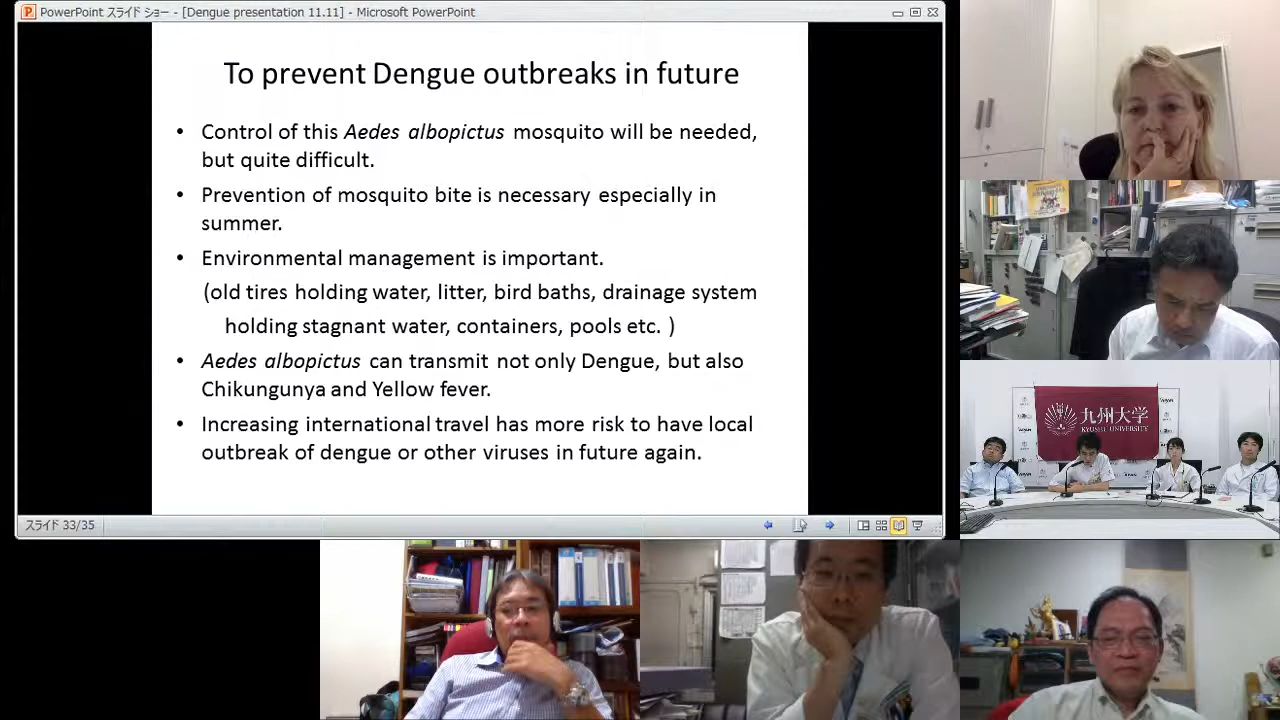 PowerPoint スライド ショー - [Dengue presentation 11.11] - Microsoft PowerPoint
To prevent Dengue outbreaks in future
• Control of this Aedes albopictus mosquito will be needed,
but quite difficult.
• Prevention of mosquito bite is necessary especially in
summer.
• Environmental management is important.
(old tires holding water, litter, bird baths, drainage system
holding stagnant water, containers, pools etc. )
• Aedes albopictus can transmit not only Dengue, but also
Chikungunya and Yellow fever.
• Increasing international travel has more risk to have local
outbreak of dengue or other viruses in future again.
スライド 33/35
九州大学
KYUSHU UNIVERSITY